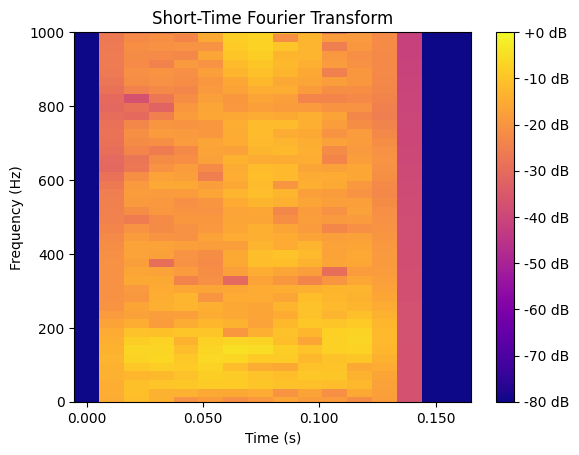 Short-Time Fourier Transform
1000
800
600
400
200
0
Frequency (Hz)
0.000
0.050
0.100
0.150
Time (s)
+0 dB
-10 dB
-20 dB
-30 dB
-40 dB
-50 dB
-60 dB
-70 dB
-80 dB